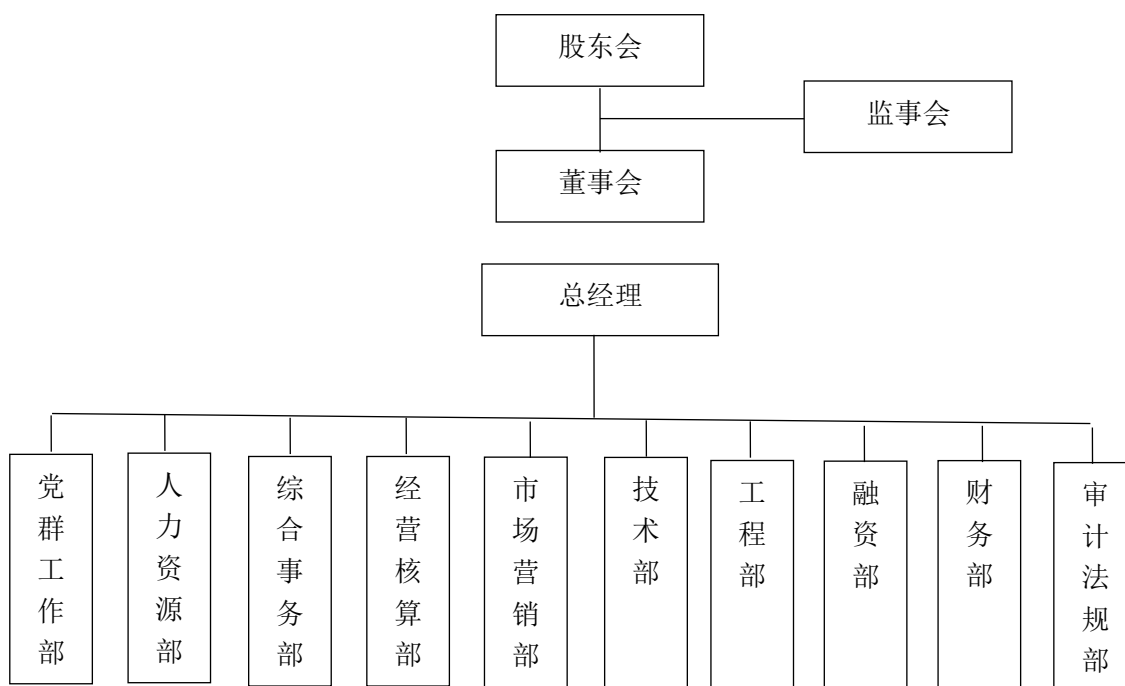 股东会
监事会
董事会
总经理
党群工作部
人力资源部
综合事务部
经营核算部
市场营销部
技术部
工程部
融资部
财务部
审计法规部